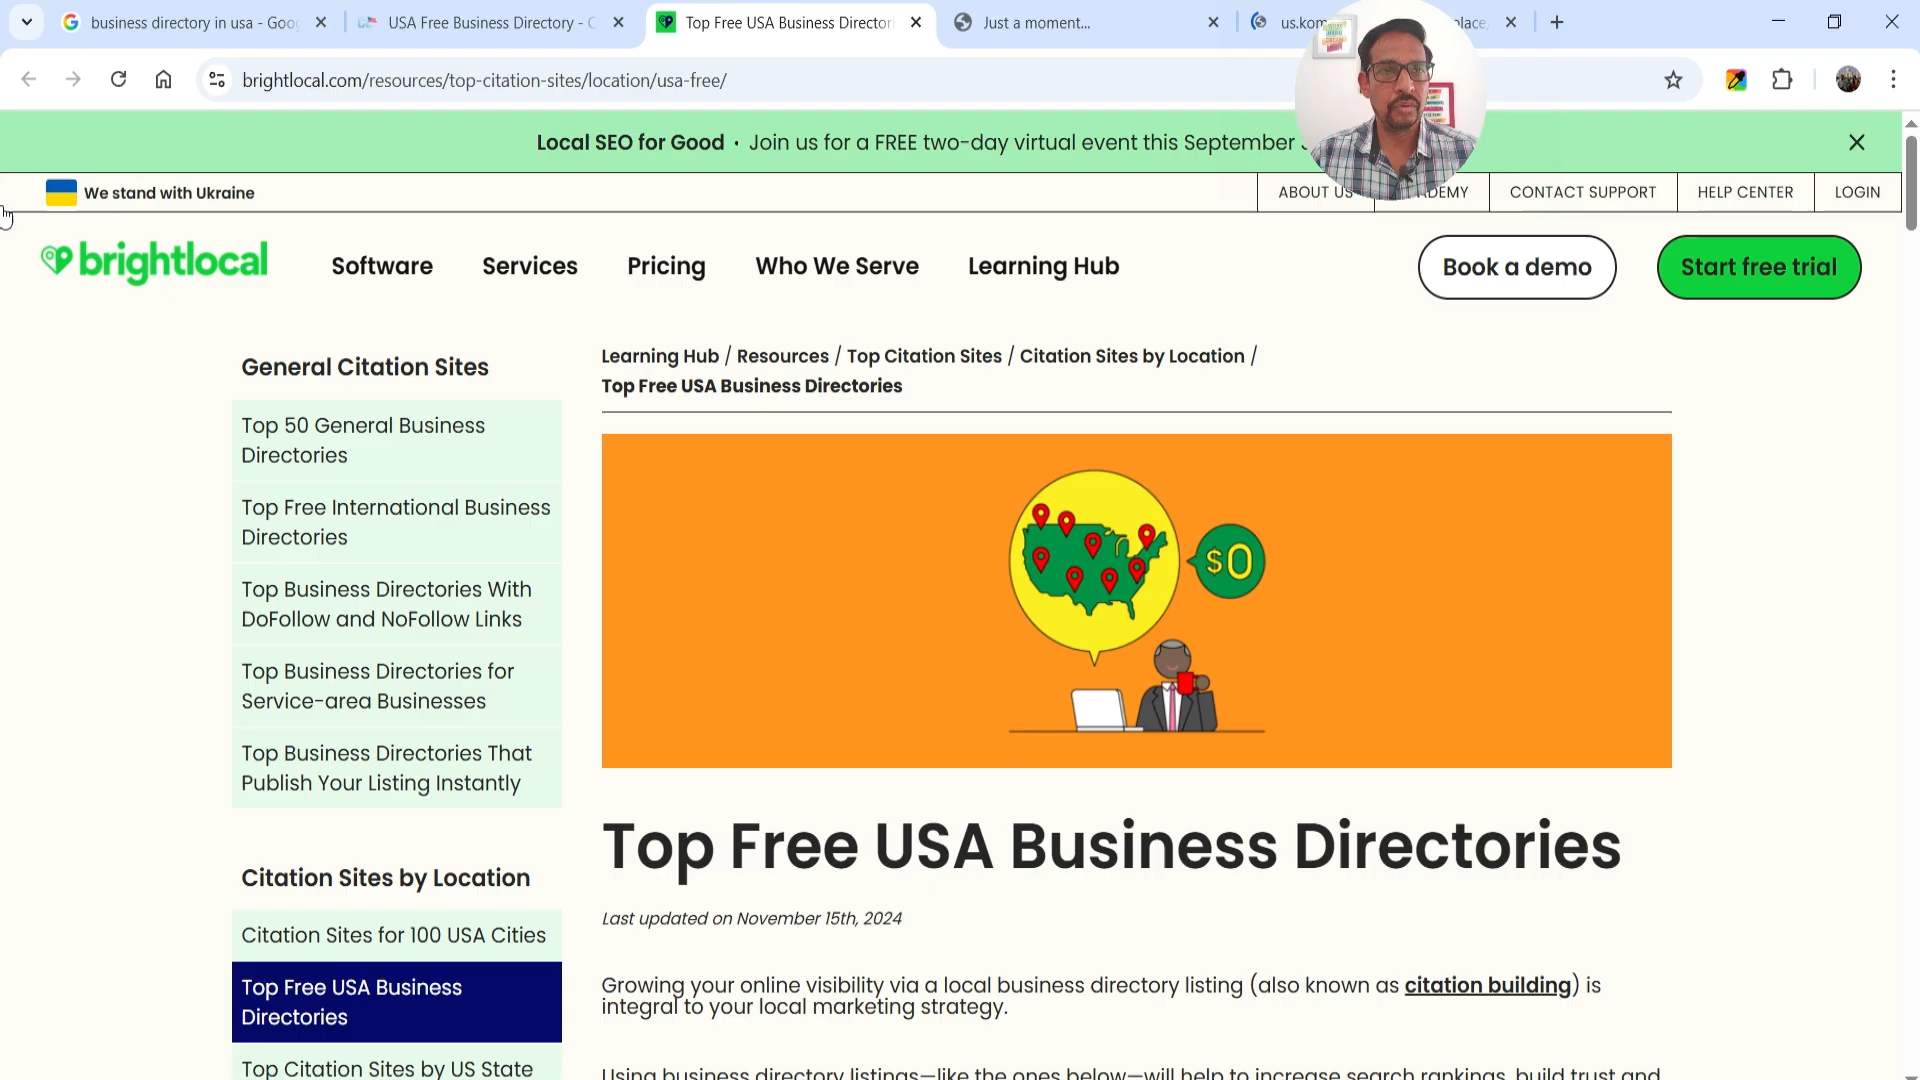 business directory in usa - Goo
USA Free Business Directory - C
Top Free USA Business Director
Just a moment...
us.kom
place,
brightlocal.com/resources/top-citation-sites/location/usa-free/
Local SEO for Good · Join us for a FREE two-day virtual event this September
We stand with Ukraine
ABOUT US
DEMY
CONTACT SUPPORT
HELP CENTER
LOGIN
brightlocal
Software
Services
Pricing
Who We Serve
Learning Hub
Book a demo
Start free trial
General Citation Sites
Top 50 General Business
Directories
Top Free International Business
Directories
Top Business Directories With
DoFollow and NoFollow Links
Top Business Directories for
Service-area Businesses
Top Business Directories That
Publish Your Listing Instantly
Citation Sites by Location
Citation Sites for 100 USA Cities
Top Free USA Business
Directories
Top Citation Sites by US State
Learning Hub / Resources / Top Citation Sites / Citation Sites by Location /
Top Free USA Business Directories
$0
Top Free USA Business Directories
Last updated on November 15th, 2024
Growing your online visibility via a local business directory listing (also known as citation building) is
integral to your local marketing strategy.
Using business directory listings—like the ones below—will help to increase search rankings, build trust and